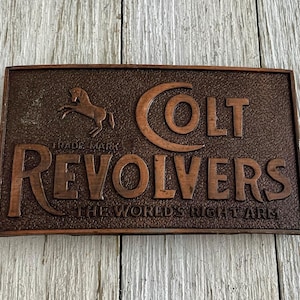 COLT
TRADE MARK
REVOLVERS
THE WORLD'S RIGHT ARM